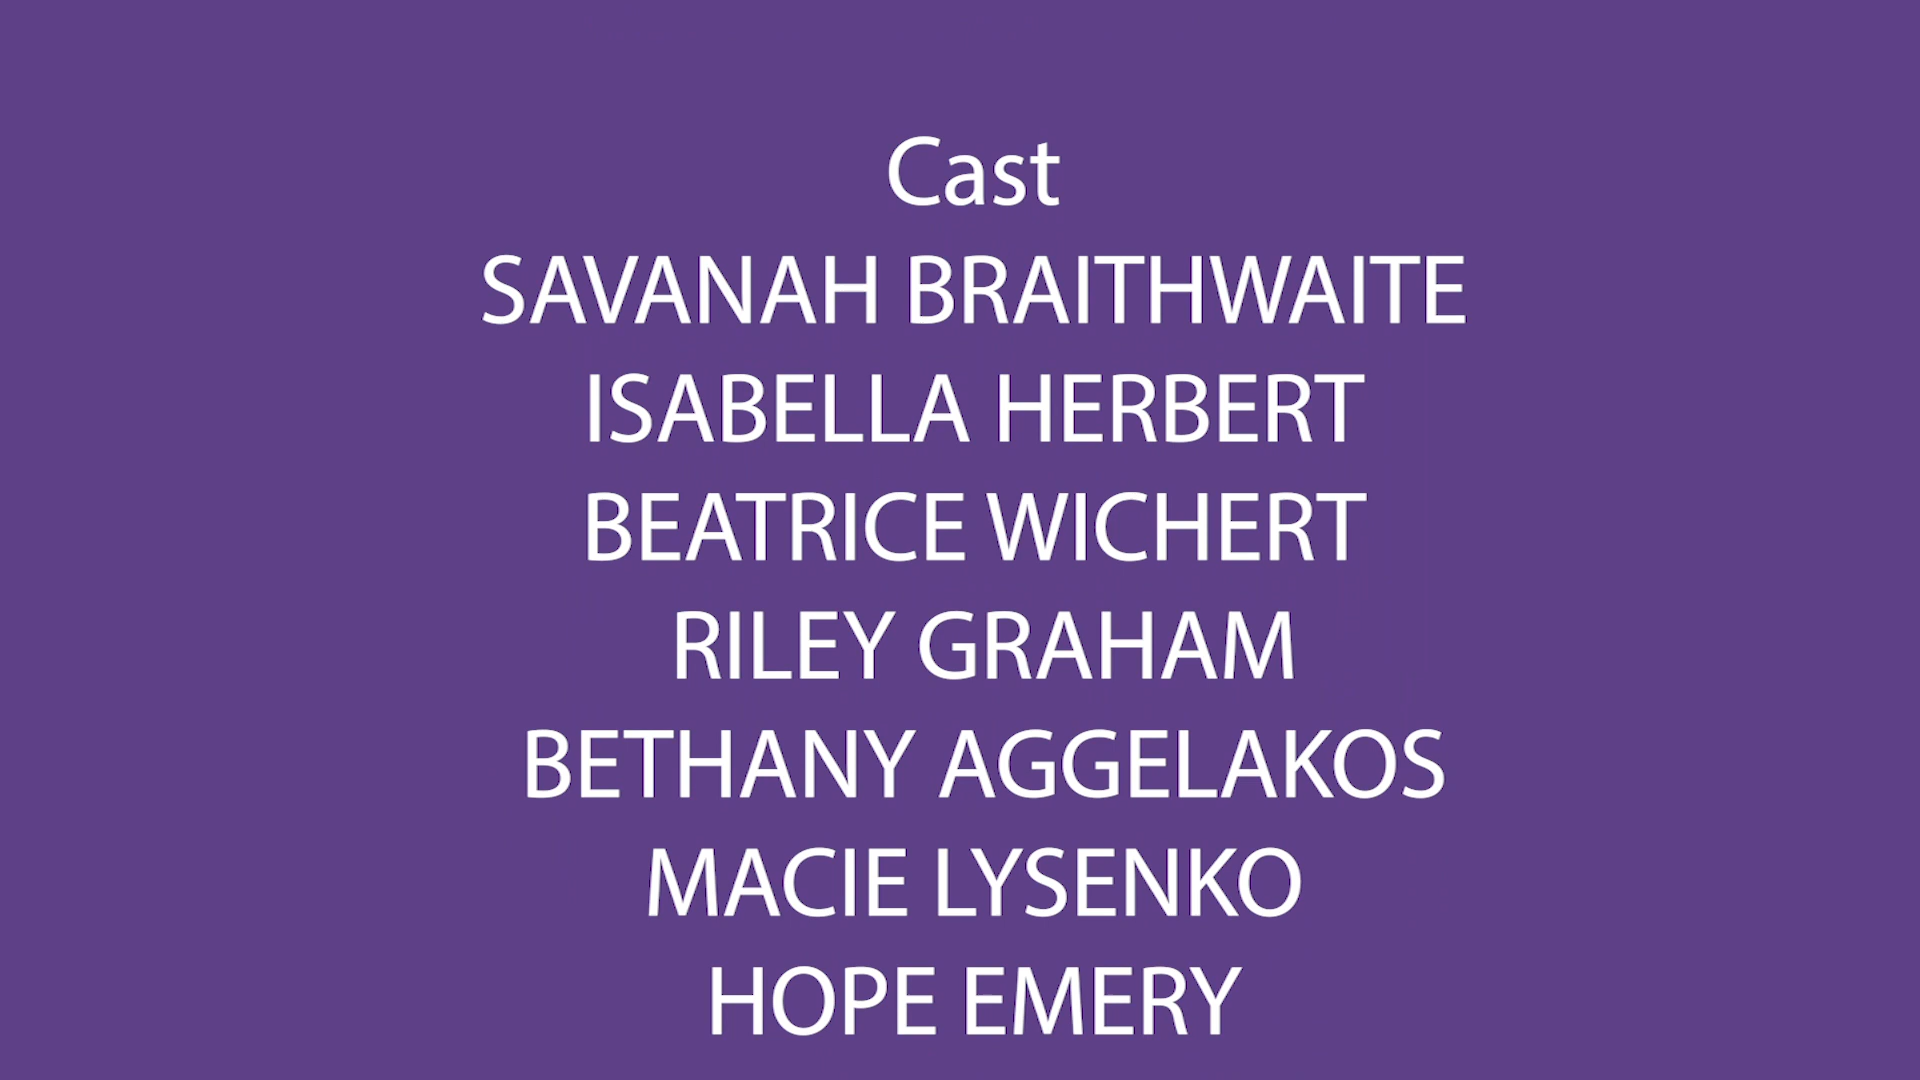 Cast
SAVANAH BRAITHWAITE
ISABELLA HERBERT
BEATRICE WICHERT
RILEY GRAHAM
BETHANY AGGELAKOS
MACIE LYSENKO
HOPE EMERY